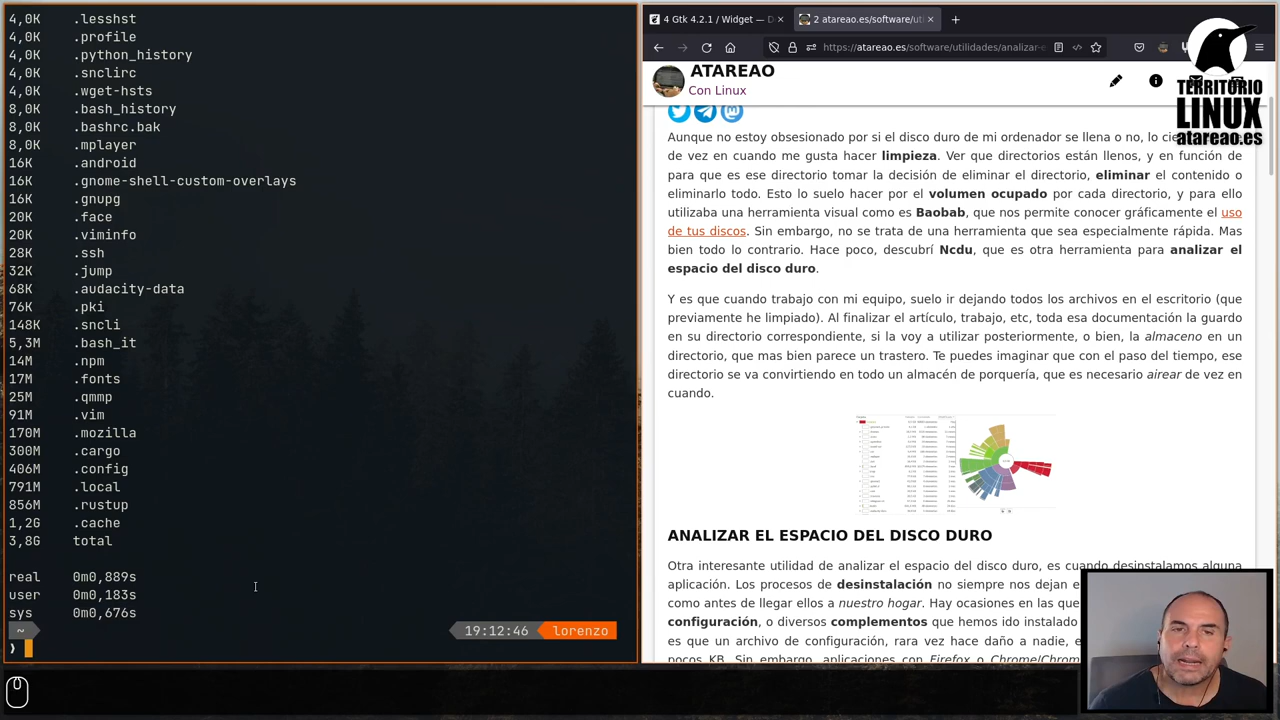 4,0K .lesshst
4,0K .profile
4,0K .python_history
4,0K .snclirc
4,0K .wget-hsts
8,0K .bash_history
8,0K .bashrc.bak
8,0K .mplayer
16K .android
16K .gnome-shell-custom-overlays
16K .gnupg
20K .face
20K .viminfo
28K .ssh
32K .jump
68K .audacity-data
76K .pki
148K .sncli
5,3M .bash_it
14M .npm
17M .fonts
25M .qmmp
91M .vim
170M .mozilla
300M .cargo
406M .config
791M .local
856M .rustup
1,2G .cache
3,8G total
real 0m0,889s
user 0m0,183s
sys 0m0,676s
~ 19:12:46 lorenzo
❯
4 Gtk 4.2.1 / Widget — D
2 atareao.es/software/uti
https://atareao.es/software/utilidades/analizar-e
ATAREAO
Con Linux
TERRITORIO
LINUX
atareao.es
Aunque no estoy obsesionado por si el disco duro de mi ordenador se llena o no, lo cie
de vez en cuando me gusta hacer limpieza. Ver que directorios están llenos, y en función de
para que es ese directorio tomar la decisión de eliminar el directorio, eliminar el contenido o
eliminarlo todo. Esto lo suelo hacer por el volumen ocupado por cada directorio, y para ello
utilizaba una herramienta visual como es Baobab, que nos permite conocer gráficamente el uso
de tus discos. Sin embargo, no se trata de una herramienta que sea especialmente rápida. Mas
bien todo lo contrario. Hace poco, descubrí Ncdu, que es otra herramienta para analizar el
espacio del disco duro.
Y es que cuando trabajo con mi equipo, suelo ir dejando todos los archivos en el escritorio (que
previamente he limpiado). Al finalizar el artículo, trabajo, etc, toda esa documentación la guardo
en su directorio correspondiente, si la voy a utilizar posteriormente, o bien, la almaceno en un
directorio, que mas bien parece un trastero. Te puedes imaginar que con el paso del tiempo, ese
directorio se va convirtiendo en todo un almacén de porquería, que es necesario airear de vez en
cuando.
ANALIZAR EL ESPACIO DEL DISCO DURO
Otra interesante utilidad de analizar el espacio del disco duro, es cuando desinstalamos alguna
aplicación. Los procesos de desinstalación no siempre nos dejan e
como antes de llegar ellos a nuestro hogar. Hay ocasiones en las que
configuración, o diversos complementos que hemos ido instalado
es que un archivo de configuración, rara vez hace daño a nadie, e
pocos KB. Sin embargo, aplicaciones con Firefox o Chrome/Chrom